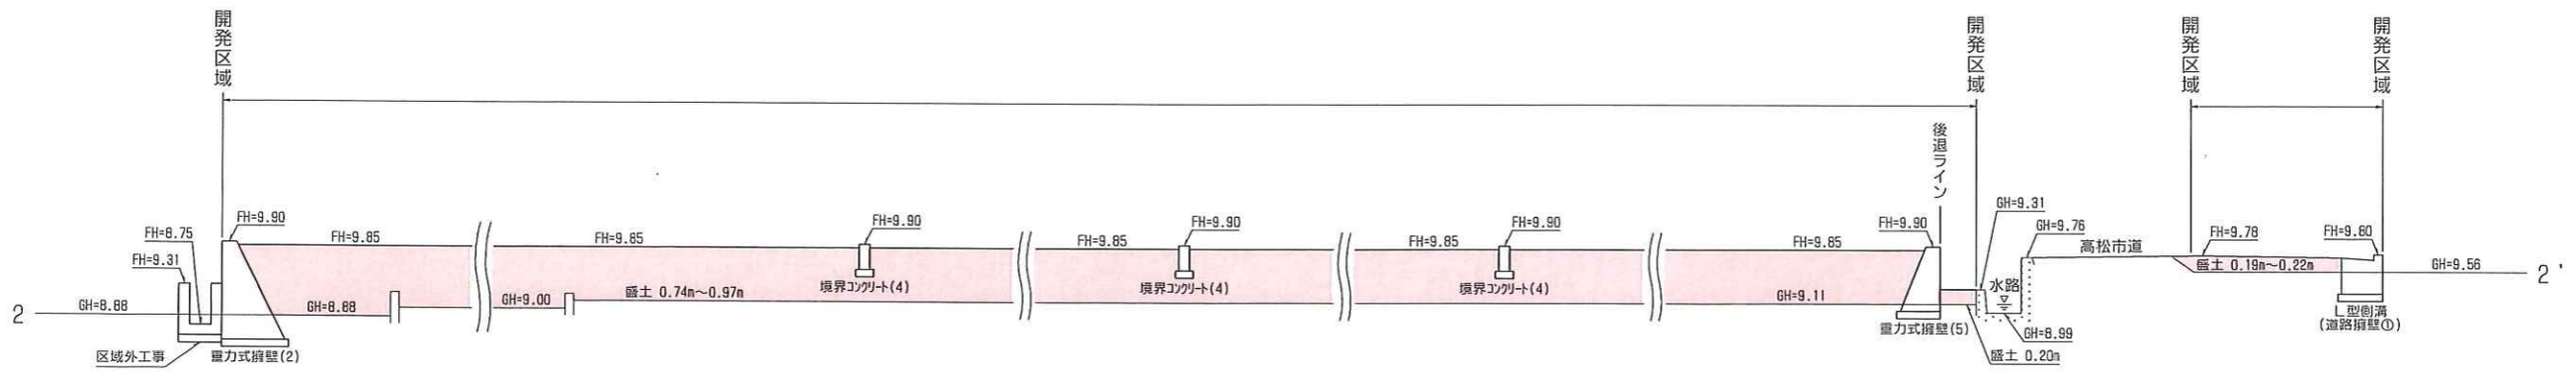 開発区域
開発区域
開発区域
開発区域
後退ライン
FH=9.90
FH=8.75
FH=9.31
GH=8.88
区域外工事
重力式擁壁(2)
FH=9.85
GH=8.88
FH=9.85
GH=9.00
盛土 0.74m～0.97m
FH=9.90
境界コンクリート(4)
FH=9.85
FH=9.90
境界コンクリート(4)
FH=9.85
FH=9.90
境界コンクリート(4)
FH=9.85
GH=9.11
FH=9.90
重力式擁壁(5)
GH=9.31
水路
GH=8.99
盛土 0.20m
GH=9.76
高松市道
FH=9.78
盛土 0.19m～0.22m
FH=9.80
L型側溝
(道路擁壁①)
GH=9.56
2
2'